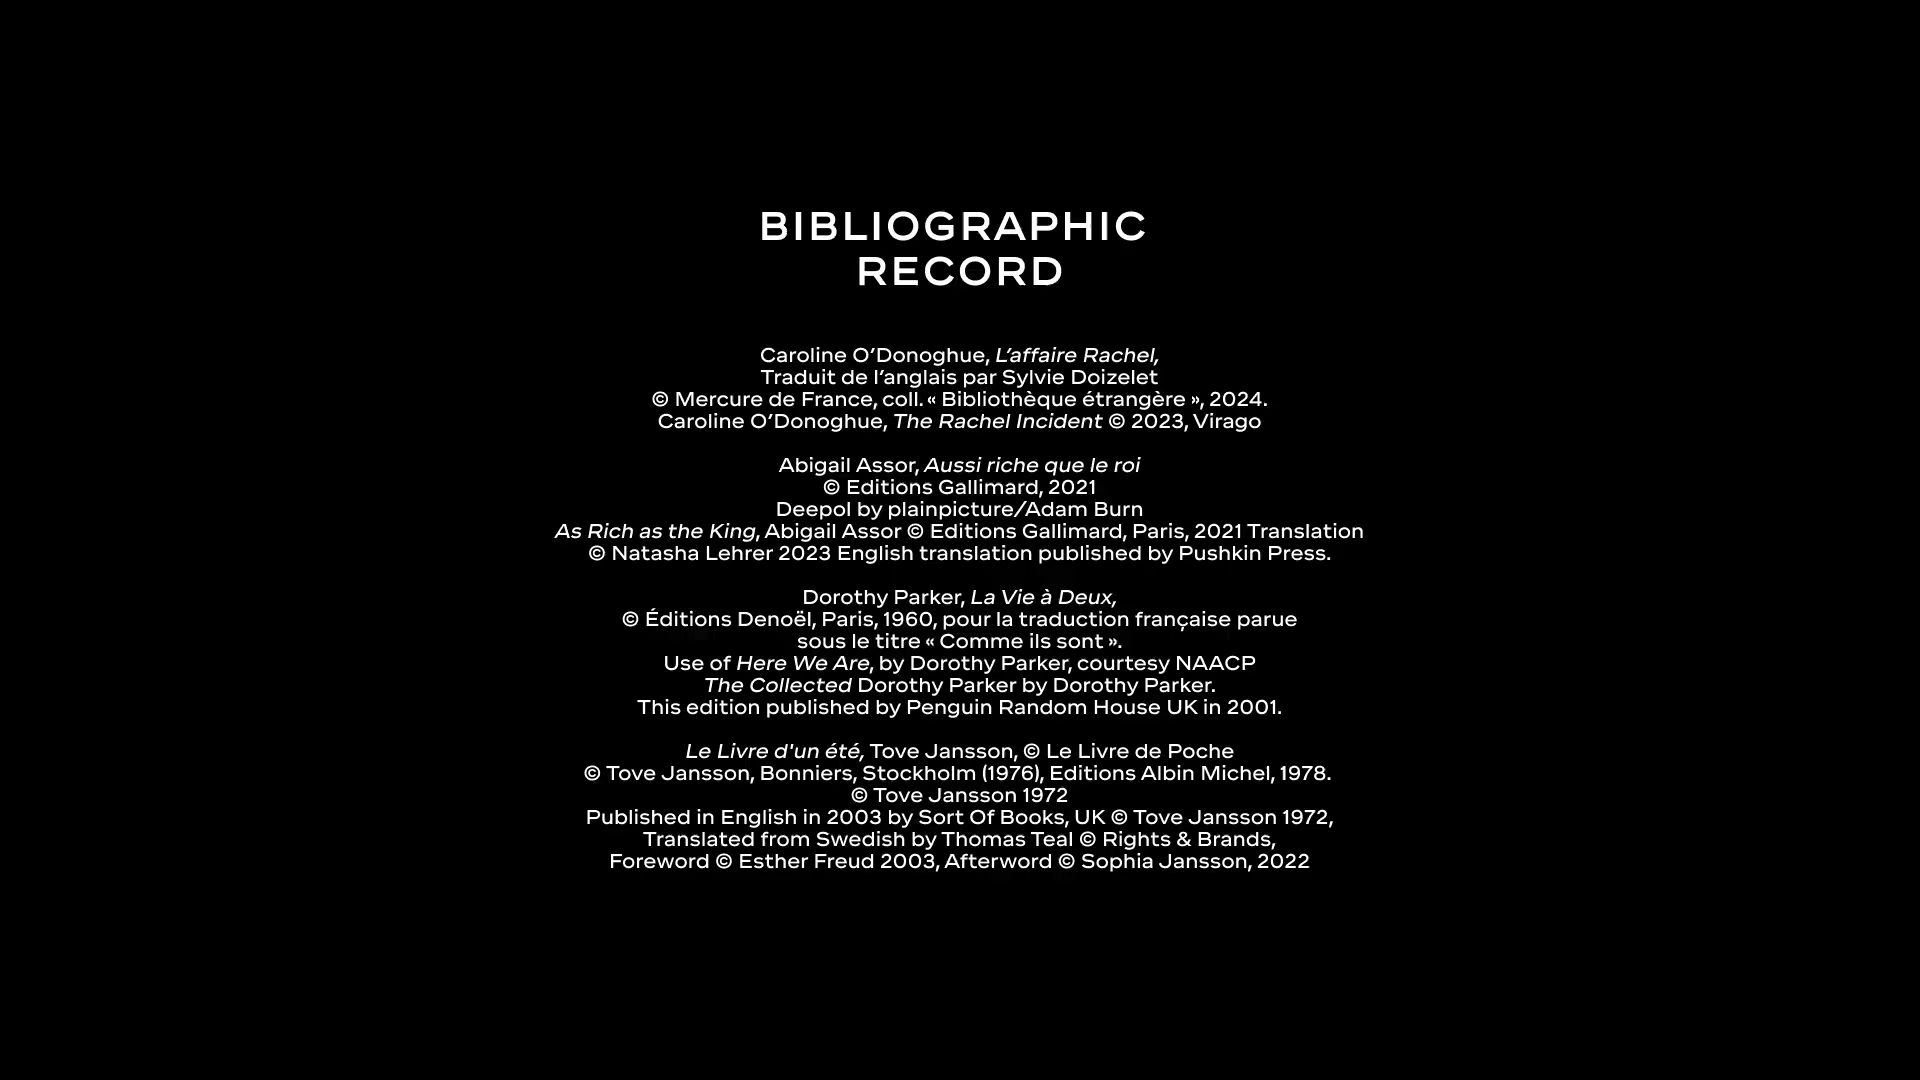 BIBLIOGRAPHIC
RECORD
Caroline O’Donoghue, L’affaire Rachel,
Traduit de l’anglais par Sylvie Doizelet
© Mercure de France, coll. « Bibliothèque étrangère », 2024.
Caroline O’Donoghue, The Rachel Incident © 2023, Virago
Abigail Assor, Aussi riche que le roi
© Editions Gallimard, 2021
Deepol by plainpicture/Adam Burn
As Rich as the King, Abigail Assor © Editions Gallimard, Paris, 2021 Translation
© Natasha Lehrer 2023 English translation published by Pushkin Press.
Dorothy Parker, La Vie à Deux,
© Éditions Denoël, Paris, 1960, pour la traduction française parue
sous le titre « Comme ils sont ».
Use of Here We Are, by Dorothy Parker, courtesy NAACP
The Collected Dorothy Parker by Dorothy Parker.
This edition published by Penguin Random House UK in 2001.
Le Livre d'un été, Tove Jansson, © Le Livre de Poche
© Tove Jansson, Bonniers, Stockholm (1976), Editions Albin Michel, 1978.
© Tove Jansson 1972
Published in English in 2003 by Sort Of Books, UK © Tove Jansson 1972,
Translated from Swedish by Thomas Teal © Rights & Brands,
Foreword © Esther Freud 2003, Afterword © Sophia Jansson, 2022